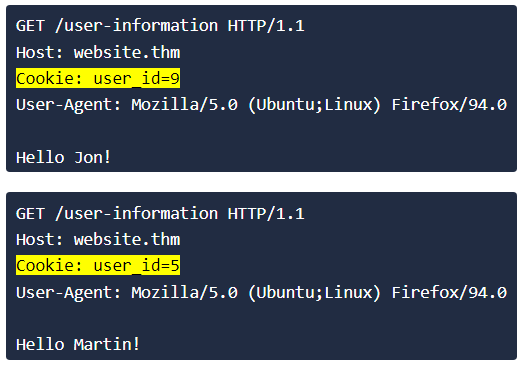 GET /user-information HTTP/1.1
Host: website.thm
Cookie: user_id=9
User-Agent: Mozilla/5.0 (Ubuntu;Linux) Firefox/94.0
Hello Jon!
GET /user-information HTTP/1.1
Host: website.thm
Cookie: user_id=5
User-Agent: Mozilla/5.0 (Ubuntu;Linux) Firefox/94.0
Hello Martin!